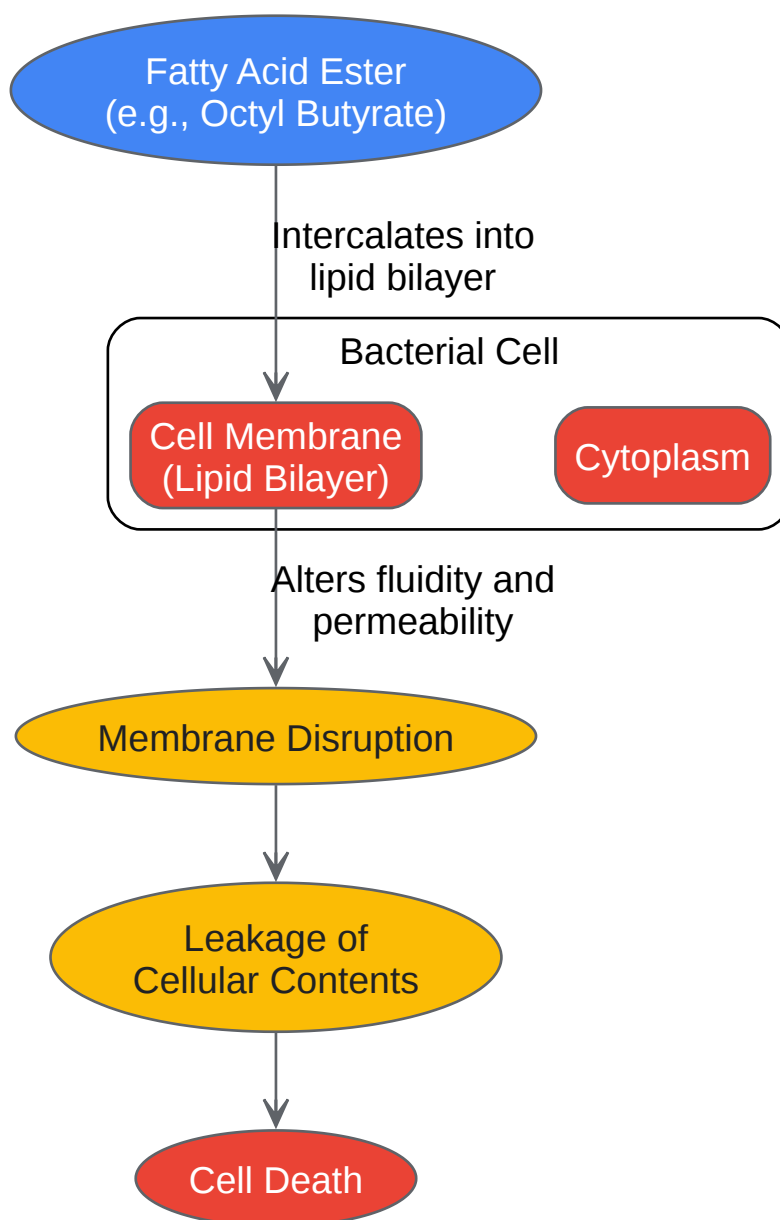 Fatty Acid Ester
(e.g., Octyl Butyrate)
Intercalates into
lipid bilayer
Bacterial Cell
Cell Membrane
(Lipid Bilayer)
Cytoplasm
Alters fluidity and
permeability
Membrane Disruption
Leakage of
Cellular Contents
Cell Death